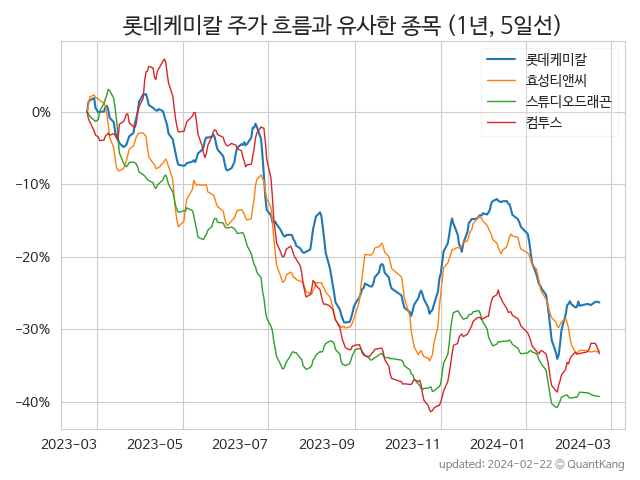 롯데케미칼 주가 흐름과 유사한 종목 (1년, 5일선)
롯데케미칼
효성티앤씨
스튜디오드래곤
컴투스
0%
−10%
−20%
−30%
−40%
2023−03 2023−05 2023−07 2023−09 2023−11 2024−01 2024−03
updated: 2024-02-22 © QuantKang